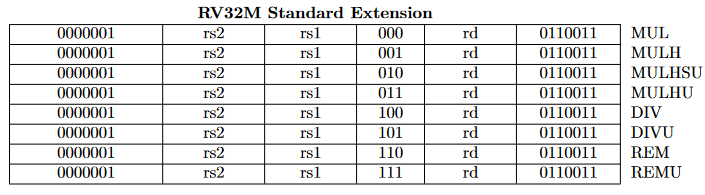 RV32M Standard Extension
0000001 rs2 rs1 000 rd 0110011 MUL
0000001 rs2 rs1 001 rd 0110011 MULH
0000001 rs2 rs1 010 rd 0110011 MULHSU
0000001 rs2 rs1 011 rd 0110011 MULHU
0000001 rs2 rs1 100 rd 0110011 DIV
0000001 rs2 rs1 101 rd 0110011 DIVU
0000001 rs2 rs1 110 rd 0110011 REM
0000001 rs2 rs1 111 rd 0110011 REMU